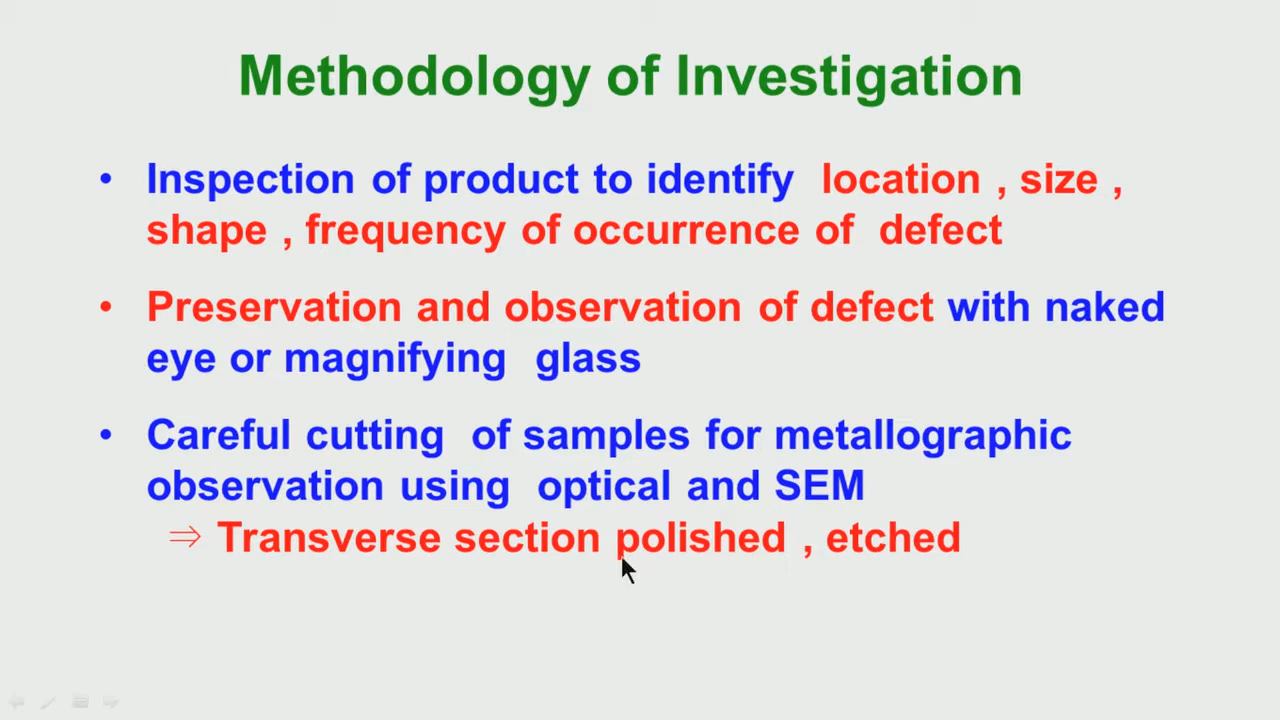 Methodology of Investigation
• Inspection of product to identify location , size ,
shape , frequency of occurrence of defect
• Preservation and observation of defect with naked
eye or magnifying glass
• Careful cutting of samples for metallographic
observation using optical and SEM
⇒ Transverse section polished , etched